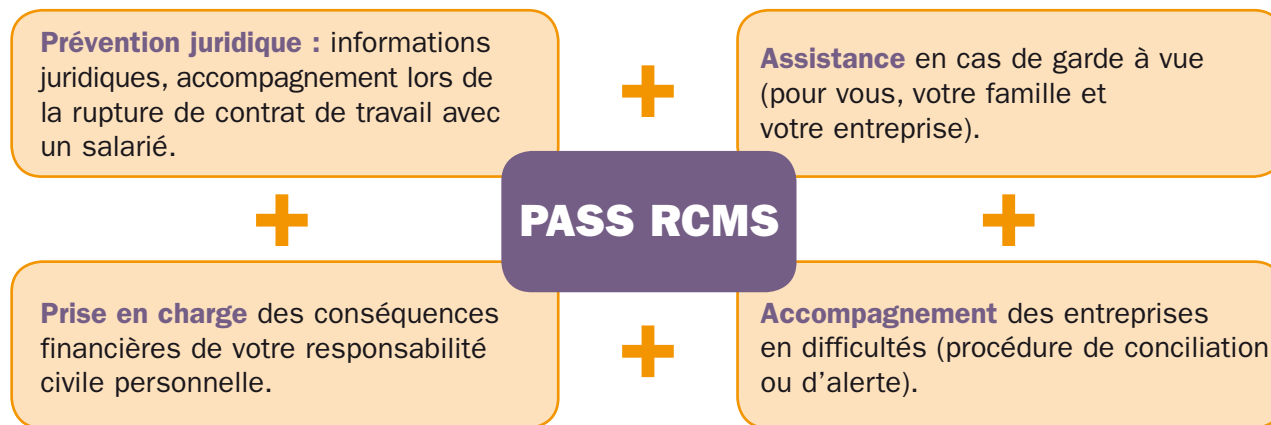 Prévention juridique : informations
juridiques, accompagnement lors de
la rupture de contrat de travail avec
un salarié.
Assistance en cas de garde à vue
(pour vous, votre famille et
votre entreprise).
PASS RCMS
Prise en charge des conséquences
financières de votre responsabilité
civile personnelle.
Accompagnement des entreprises
en difficultés (procédure de conciliation
ou d'alerte).